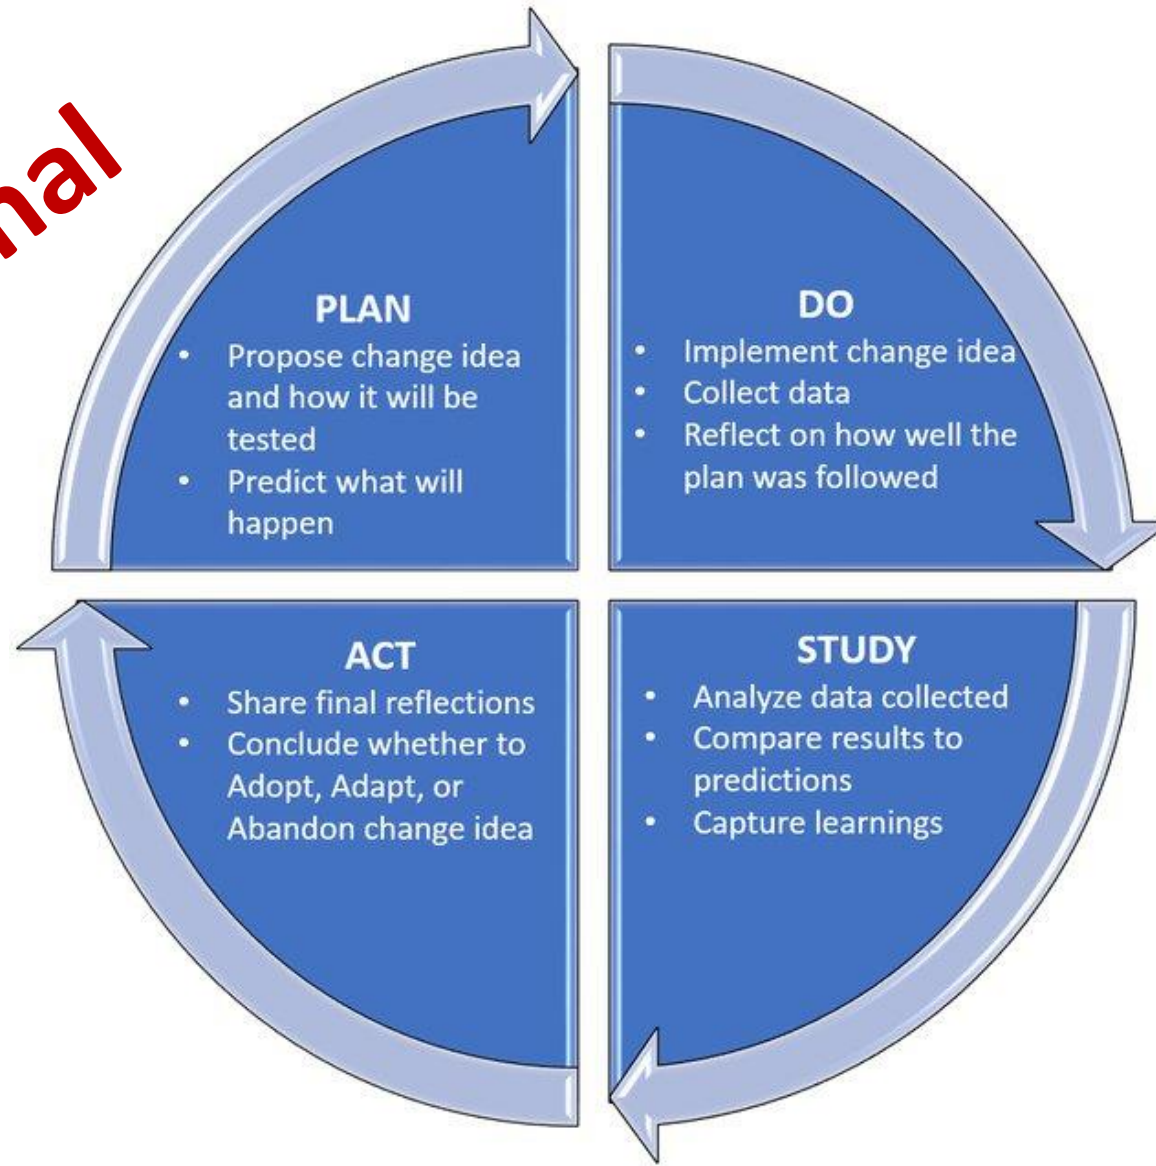 PLAN
• Propose change idea
and how it will be
tested
• Predict what will
happen
DO
• Implement change idea
• Collect data
• Reflect on how well the
plan was followed
STUDY
• Analyze data collected
• Compare results to
predictions
• Capture learnings
ACT
• Share final reflections
• Conclude whether to
Adopt, Adapt, or
Abandon change idea